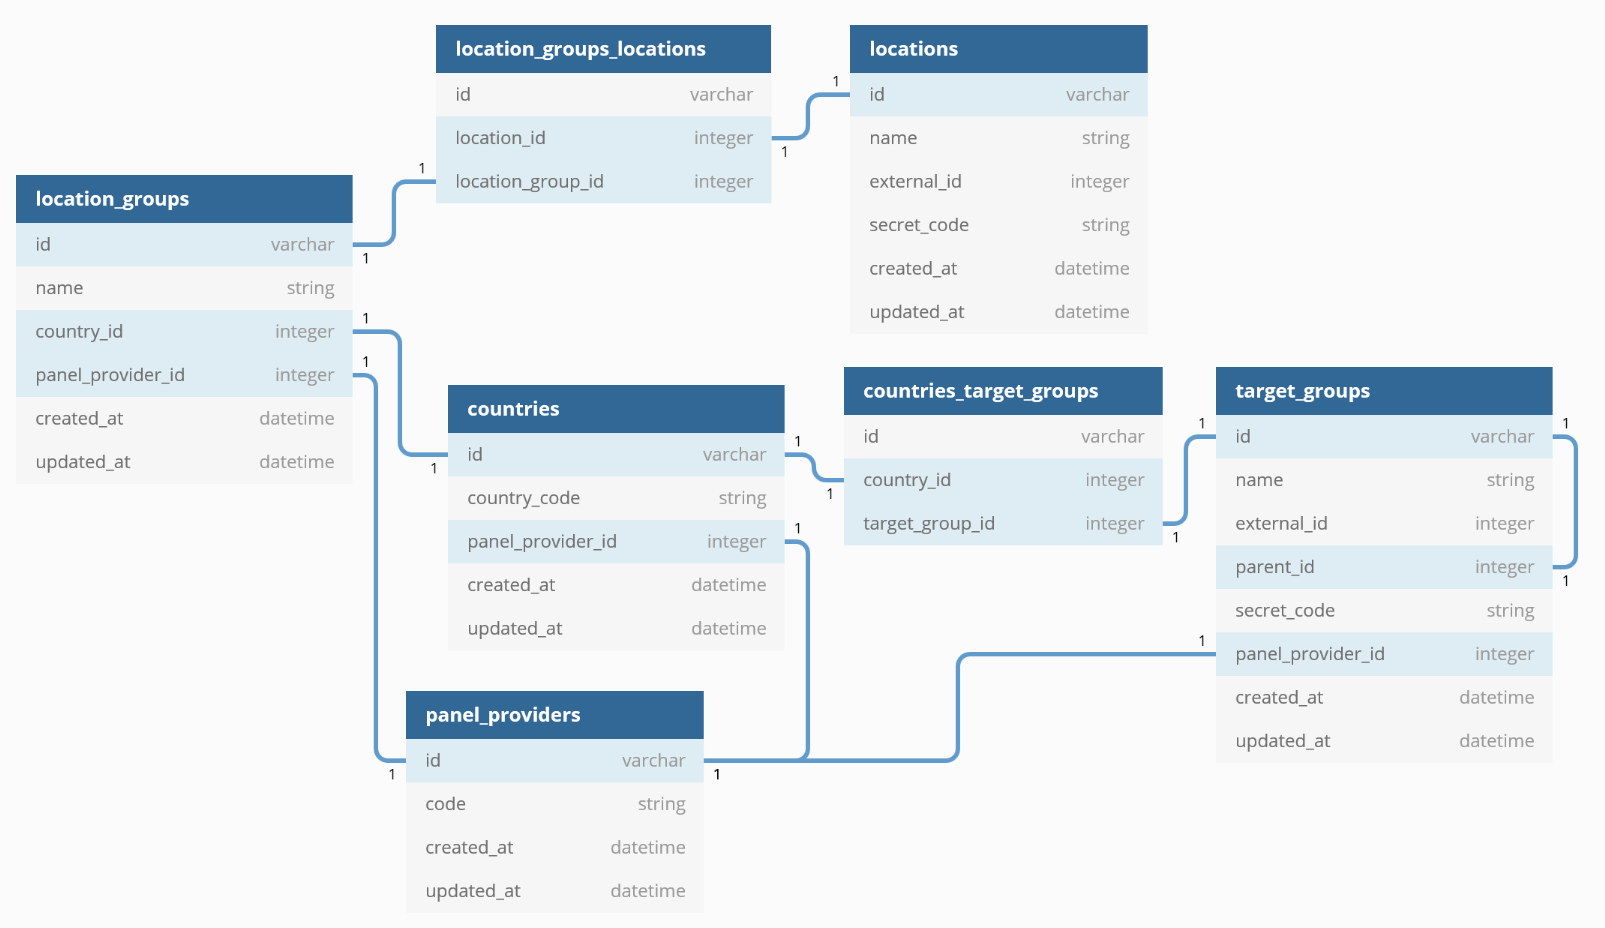 location_groups_locations
id varchar
location_id integer
location_group_id integer
1
1
1
1
locations
id varchar
name string
external_id integer
secret_code string
created_at datetime
updated_at datetime
location_groups
id varchar
name string
country_id integer
panel_provider_id integer
created_at datetime
updated_at datetime
1
1
1
countries
id varchar
country_code string
panel_provider_id integer
created_at datetime
updated_at datetime
1
1
1
countries_target_groups
id varchar
country_id integer
target_group_id integer
1
1
target_groups
id varchar
name string
external_id integer
parent_id integer
secret_code string
panel_provider_id integer
created_at datetime
updated_at datetime
1
1
1
panel_providers
id varchar
code string
created_at datetime
updated_at datetime
1
1